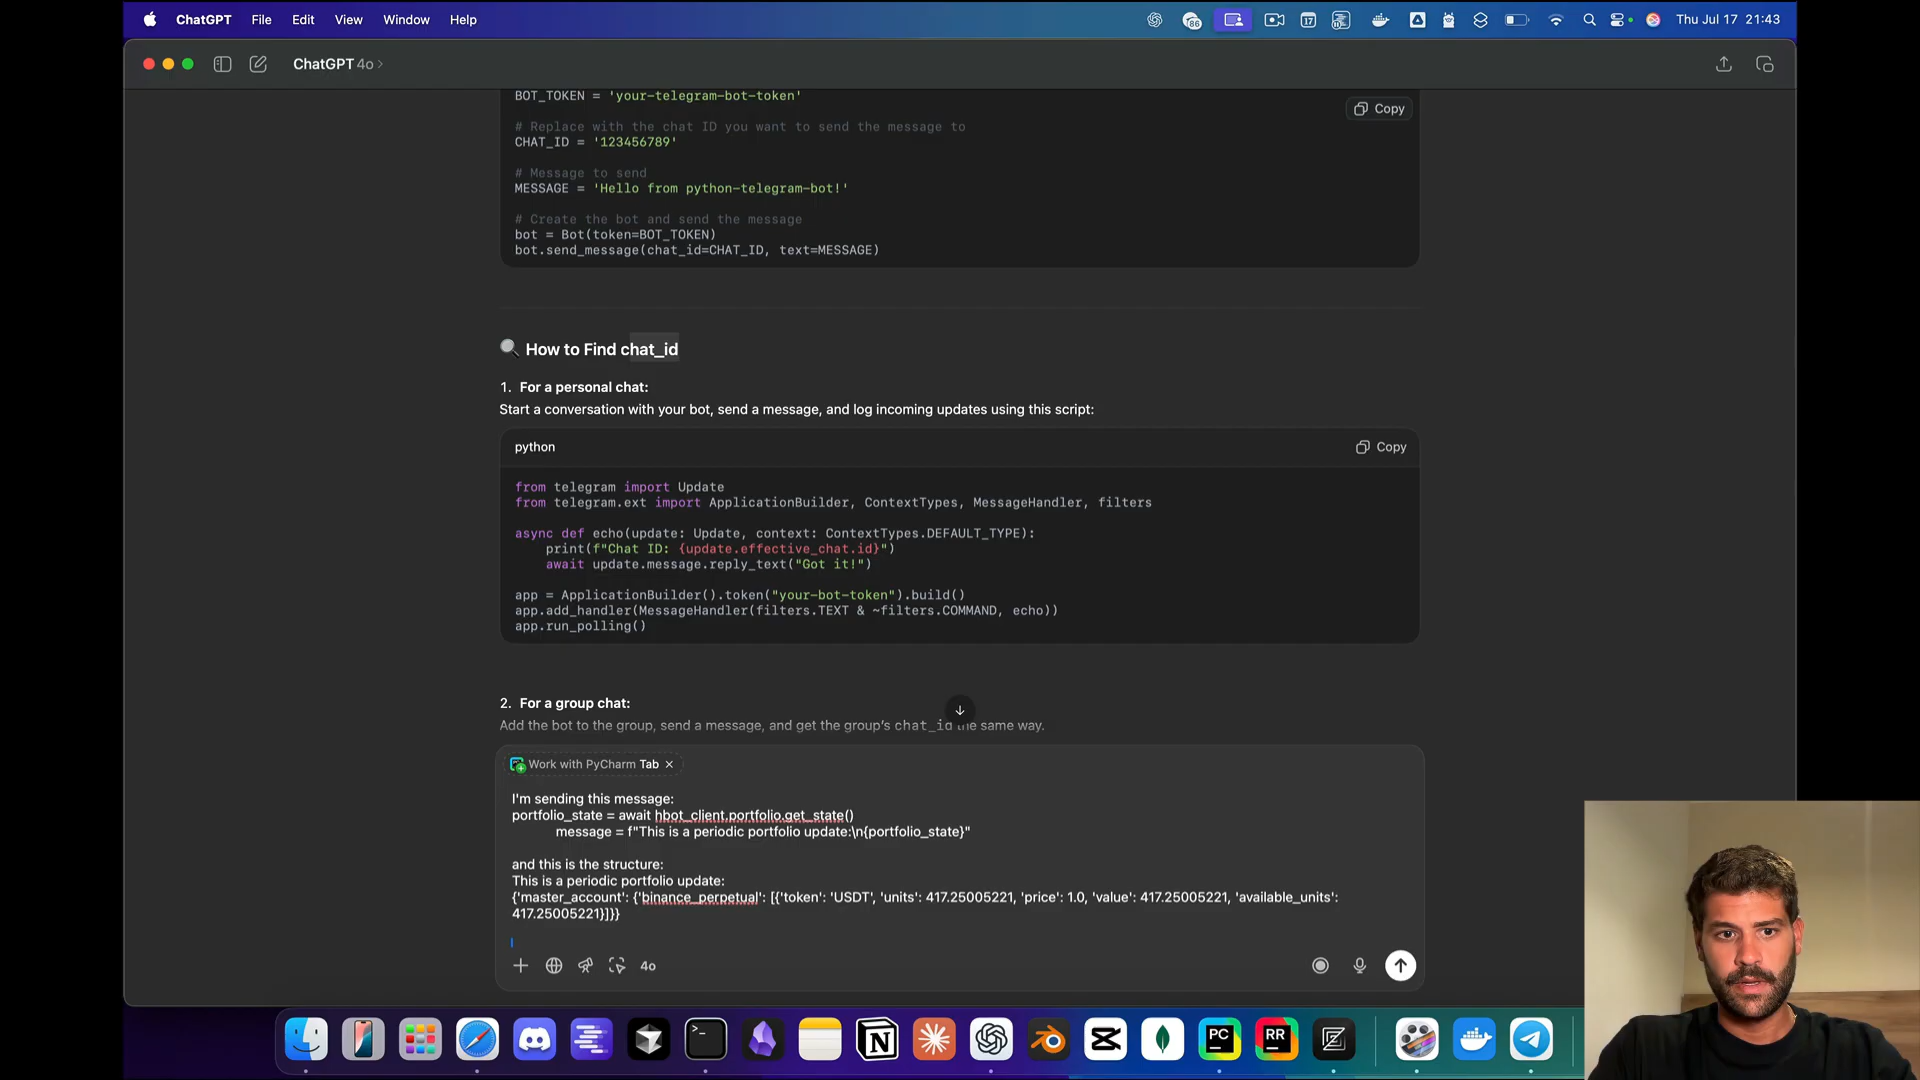 ChatGPT File Edit View Window Help
86
17
Thu Jul 17 21:43
ChatGPT 4o >
BOT_TOKEN = 'your-telegram-bot-token'
Copy
# Replace with the chat ID you want to send the message to
CHAT_ID = '123456789'
# Message to send
MESSAGE = 'Hello from python-telegram-bot!'
# Create the bot and send the message
bot = Bot(token=BOT_TOKEN)
bot.send_message(chat_id=CHAT_ID, text=MESSAGE)
How to Find chat_id
1. For a personal chat:
Start a conversation with your bot, send a message, and log incoming updates using this script:
python
Copy
from telegram import Update
from telegram.ext import ApplicationBuilder, ContextTypes, MessageHandler, filters
async def echo(update: Update, context: ContextTypes.DEFAULT_TYPE):
    print(f"Chat ID: {update.effective_chat.id}")
    await update.message.reply_text("Got it!")
app = ApplicationBuilder().token("your-bot-token").build()
app.add_handler(MessageHandler(filters.TEXT & ~filters.COMMAND, echo))
app.run_polling()
2. For a group chat:
Add the bot to the group, send a message, and get the group's chat_id the same way.
Work with PyCharm Tab ×
I'm sending this message:
portfolio_state = await hbot_client.portfolio.get_state()
message = f"This is a periodic portfolio update:\n{portfolio_state}"
and this is the structure:
This is a periodic portfolio update:
{'master_account': {'binance_perpetual': [{'token': 'USDT', 'units': 417.25005221, 'price': 1.0, 'value': 417.25005221, 'available_units':
417.25005221}]}}
4o
PC
RR